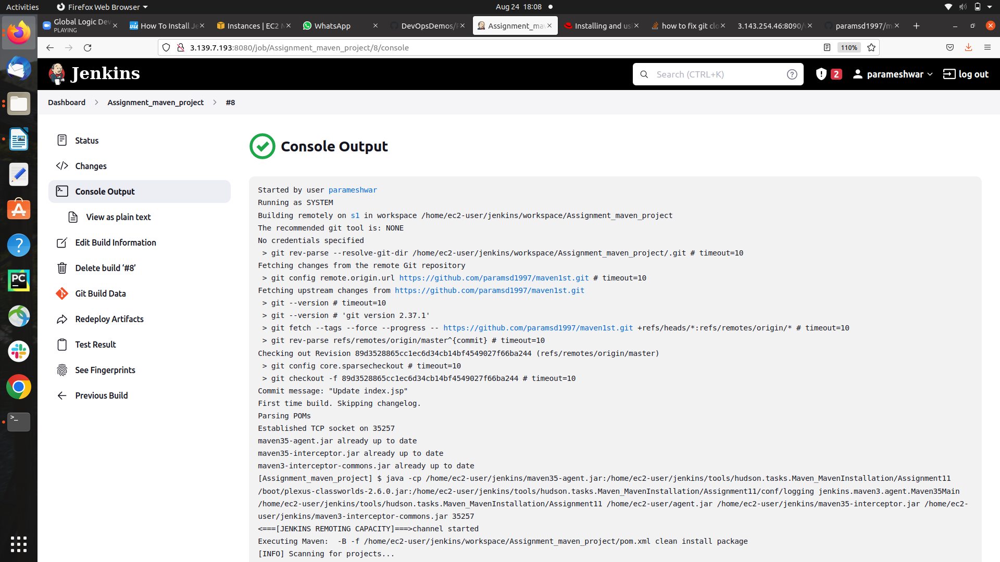 Activities
Firefox Web Browser
Aug 24 18:08
Global Logic Dev
PLAYING
How To Install Je
Instances | EC2 M
WhatsApp
DevOpsDemos/
Assignment_ma
Installing and usi
how to fix git clo
3.143.254.46:8090/
paramsd1997/m
3.139.7.193:8080/job/Assignment_maven_project/8/console
110%
Jenkins
Search (CTRL+K)
2
parameshwar
log out
Dashboard
Assignment_maven_project
#8
Status
Changes
Console Output
View as plain text
Edit Build Information
Delete build ‘#8’
Git Build Data
Redeploy Artifacts
Test Result
See Fingerprints
Previous Build
Console Output
Started by user parameshwar
Running as SYSTEM
Building remotely on s1 in workspace /home/ec2-user/jenkins/workspace/Assignment_maven_project
The recommended git tool is: NONE
No credentials specified
> git rev-parse --resolve-git-dir /home/ec2-user/jenkins/workspace/Assignment_maven_project/.git # timeout=10
Fetching changes from the remote Git repository
> git config remote.origin.url https://github.com/paramsd1997/maven1st.git # timeout=10
Fetching upstream changes from https://github.com/paramsd1997/maven1st.git
> git --version # timeout=10
> git --version # 'git version 2.37.1'
> git fetch --tags --force --progress -- https://github.com/paramsd1997/maven1st.git +refs/heads/*:refs/remotes/origin/* # timeout=10
> git rev-parse refs/remotes/origin/master^{commit} # timeout=10
Checking out Revision 89d3528865cc1ec6d34cb14bf4549027f66ba244 (refs/remotes/origin/master)
> git config core.sparsecheckout # timeout=10
> git checkout -f 89d3528865cc1ec6d34cb14bf4549027f66ba244 # timeout=10
Commit message: "Update index.jsp"
First time build. Skipping changelog.
Parsing POMs
Established TCP socket on 35257
maven35-agent.jar already up to date
maven35-interceptor.jar already up to date
maven3-interceptor-commons.jar already up to date
[Assignment_maven_project] $ java -cp /home/ec2-user/jenkins/maven35-agent.jar:/home/ec2-user/jenkins/tools/hudson.tasks.Maven_MavenInstallation/Assignment11
/boot/plexus-classworlds-2.6.0.jar:/home/ec2-user/jenkins/tools/hudson.tasks.Maven_MavenInstallation/Assignment11/conf/logging jenkins.maven3.agent.Maven35Main
/home/ec2-user/jenkins/tools/hudson.tasks.Maven_MavenInstallation/Assignment11 /home/ec2-user/agent.jar /home/ec2-user/jenkins/maven35-interceptor.jar /home/ec2-
user/jenkins/maven3-interceptor-commons.jar 35257
<===[JENKINS REMOTING CAPACITY]===>channel started
Executing Maven:  -B -f /home/ec2-user/jenkins/workspace/Assignment_maven_project/pom.xml clean install package
[INFO] Scanning for projects...